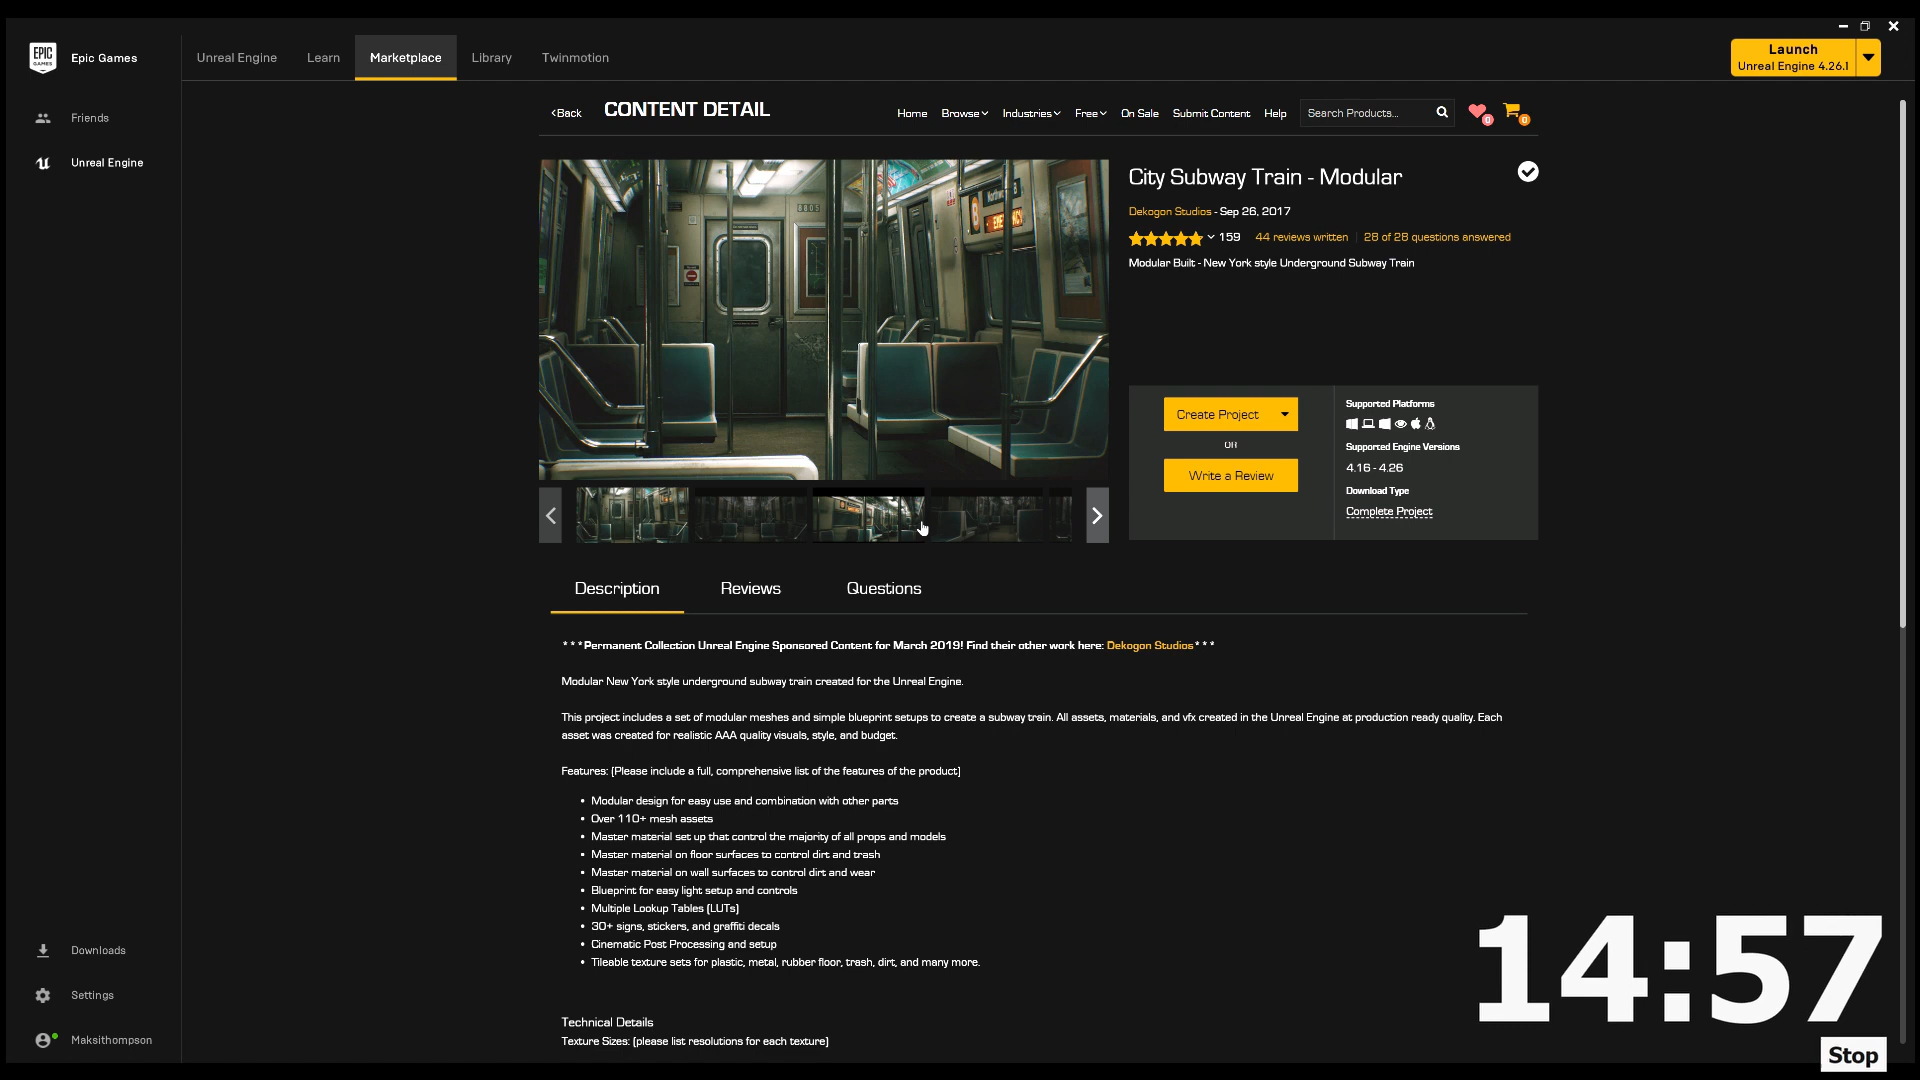 EPIC GAMES
Epic Games
Unreal Engine
Learn
Marketplace
Library
Twinmotion
Launch
Unreal Engine 4.26.1
Friends
Unreal Engine
Back
CONTENT DETAIL
Home
Browse
Industries
Free
On Sale
Submit Content
Help
Search Products...
0
0
City Subway Train - Modular
Dekogon Studios - Sep 26, 2017
159
44 reviews written
28 of 28 questions answered
Modular Built - New York style Underground Subway Train
Create Project
OR
Write a Review
Supported Platforms
Supported Engine Versions
4.16 - 4.26
Download Type
Complete Project
Description
Reviews
Questions
***Permanent Collection Unreal Engine Sponsored Content for March 2019! Find their other work here: Dekogon Studios***
Modular New York style underground subway train created for the Unreal Engine.
This project includes a set of modular meshes and simple blueprint setups to create a subway train. All assets, materials, and vfx created in the Unreal Engine at production ready quality. Each
asset was created for realistic AAA quality visuals, style, and budget.
Features: [Please include a full, comprehensive list of the features of the product]
• Modular design for easy use and combination with other parts
• Over 110+ mesh assets
• Master material set up that control the majority of all props and models
• Master material on floor surfaces to control dirt and trash
• Master material on wall surfaces to control dirt and wear
• Blueprint for easy light setup and controls
• Multiple Lookup Tables (LUTs)
• 30+ signs, stickers, and graffiti decals
• Cinematic Post Processing and setup
• Tileable texture sets for plastic, metal, rubber floor, trash, dirt, and many more.
Technical Details
Texture Sizes: (please list resolutions for each texture)
Downloads
Settings
Maksithompson
14:57
Stop